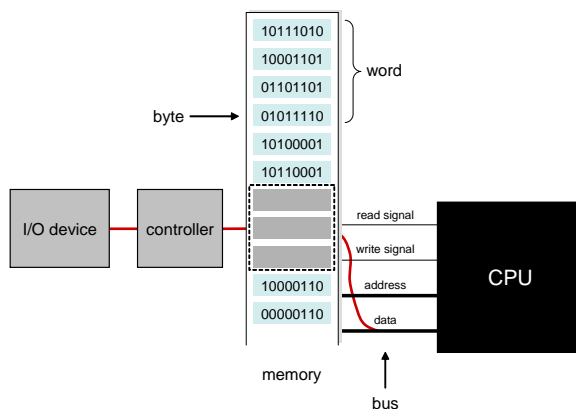 10111010
10001101
word
01101101
byte
01011110
10100001
10110001
I/O device
controller
read signal
write signal
CPU
10000110
address
00000110
data
memory
bus